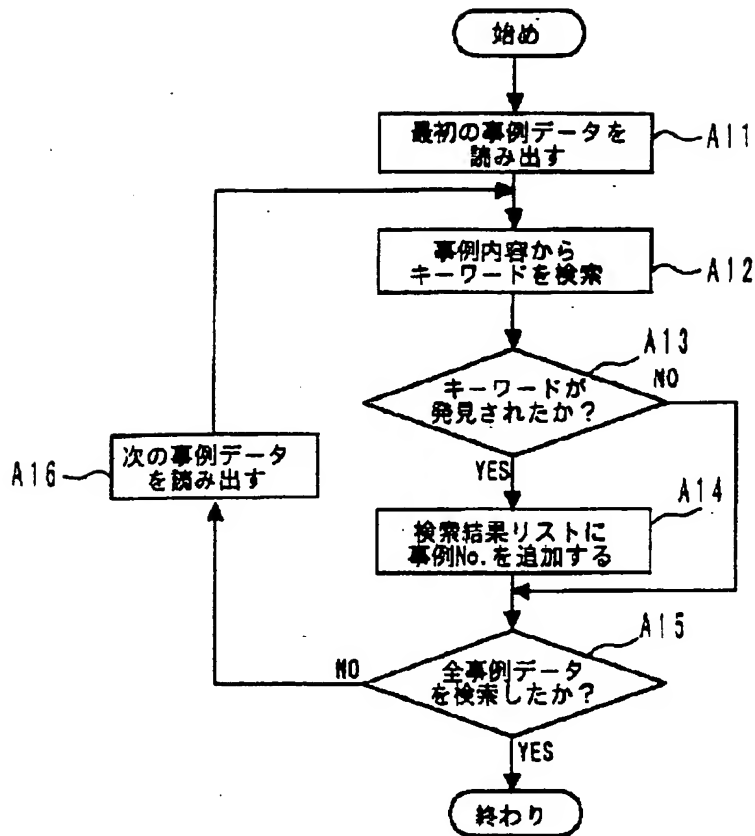 始め
最初の事例データを
読み出す
A11
事例内容から
キーワードを検索
A12
A13
キーワードが
発見されたか?
NO
YES
A14
検索結果リストに
事例No.を追加する
A15
全事例データ
を検索したか?
NO
YES
A16
次の事例データ
を読み出す
終わり